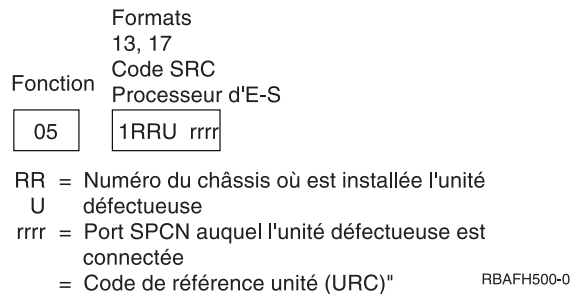 Formats
13, 17
Code SRC
Fonction
Processeur d'E-S
05
1RRU rrrr
RR = Numéro du châssis où est installée l'unité
U défectueuse
rrrr = Port SPCN auquel l'unité défectueuse est
connectée
= Code de référence unité (URC)"
RBAFH500-0